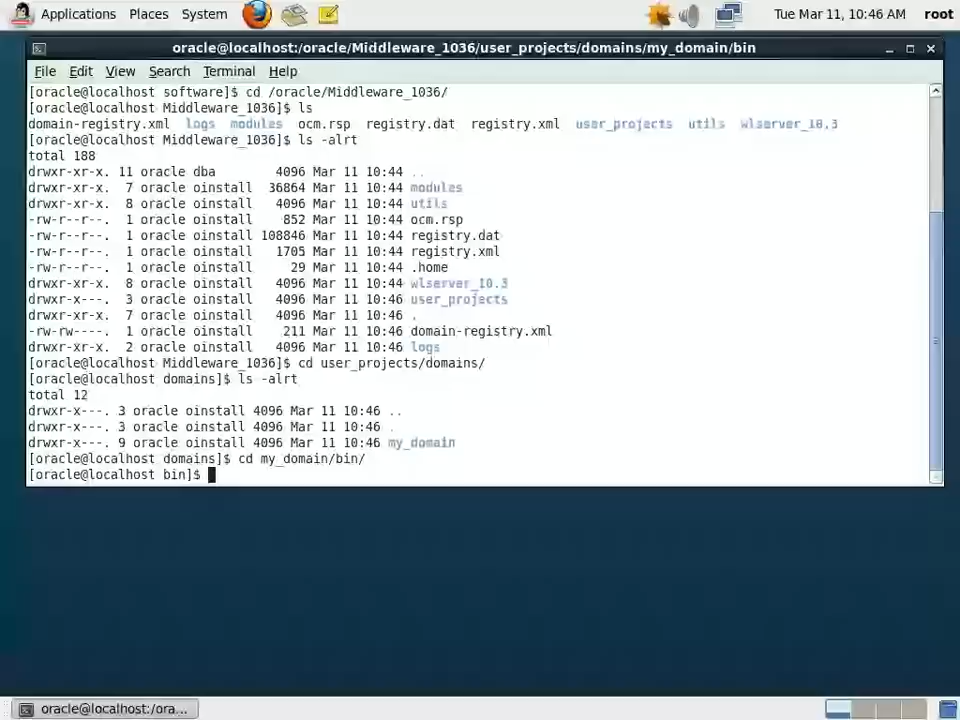 Applications Places System Tue Mar 11, 10:46 AM root
oracle@localhost:/oracle/Middleware_1036/user_projects/domains/my_domain/bin
File Edit View Search Terminal Help
[oracle@localhost software]$ cd /oracle/Middleware_1036/
[oracle@localhost Middleware_1036]$ ls
domain-registry.xml logs modules ocm.rsp registry.dat registry.xml user_projects utils wlserver_10.3
[oracle@localhost Middleware_1036]$ ls -alrt
total 188
drwxr-xr-x. 11 oracle dba 4096 Mar 11 10:44 ..
drwxr-xr-x. 7 oracle oinstall 36864 Mar 11 10:44 modules
drwxr-xr-x. 8 oracle oinstall 4096 Mar 11 10:44 utils
-rw-r--r--. 1 oracle oinstall 852 Mar 11 10:44 ocm.rsp
-rw-r--r--. 1 oracle oinstall 108846 Mar 11 10:44 registry.dat
-rw-r--r--. 1 oracle oinstall 1705 Mar 11 10:44 registry.xml
-rw-r--r--. 1 oracle oinstall 29 Mar 11 10:44 .home
drwxr-xr-x. 8 oracle oinstall 4096 Mar 11 10:44 wlserver_10.3
drwxr-x---. 3 oracle oinstall 4096 Mar 11 10:46 user_projects
drwxr-xr-x. 7 oracle oinstall 4096 Mar 11 10:46 .
-rw-rw----. 1 oracle oinstall 211 Mar 11 10:46 domain-registry.xml
drwxr-xr-x. 2 oracle oinstall 4096 Mar 11 10:46 logs
[oracle@localhost Middleware_1036]$ cd user_projects/domains/
[oracle@localhost domains]$ ls -alrt
total 12
drwxr-x---. 3 oracle oinstall 4096 Mar 11 10:46 ..
drwxr-x---. 3 oracle oinstall 4096 Mar 11 10:46 .
drwxr-x---. 9 oracle oinstall 4096 Mar 11 10:46 my_domain
[oracle@localhost domains]$ cd my_domain/bin/
[oracle@localhost bin]$
oracle@localhost:/ora...